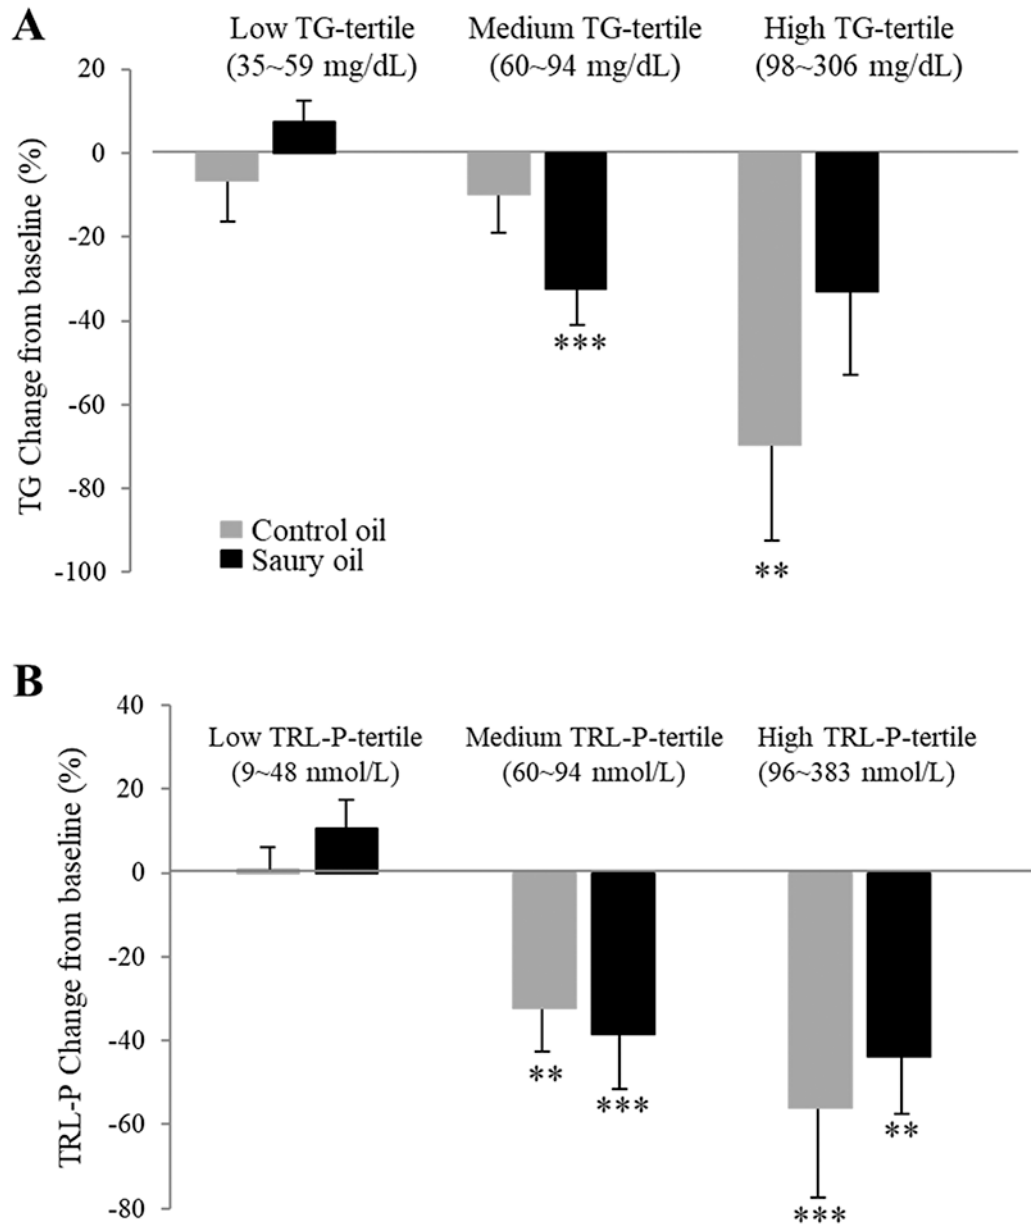 A
Low TG-tertile
(35~59 mg/dL)
Medium TG-tertile
(60~94 mg/dL)
High TG-tertile
(98~306 mg/dL)
TG Change from baseline (%)
20
0
-20
-40
-60
-80
-100
***
**
Control oil
Saury oil
B
Low TRL-P-tertile
(9~48 nmol/L)
Medium TRL-P-tertile
(60~94 nmol/L)
High TRL-P-tertile
(96~383 nmol/L)
TRL-P Change from baseline (%)
40
20
0
-20
-40
-60
-80
**
***
**
***